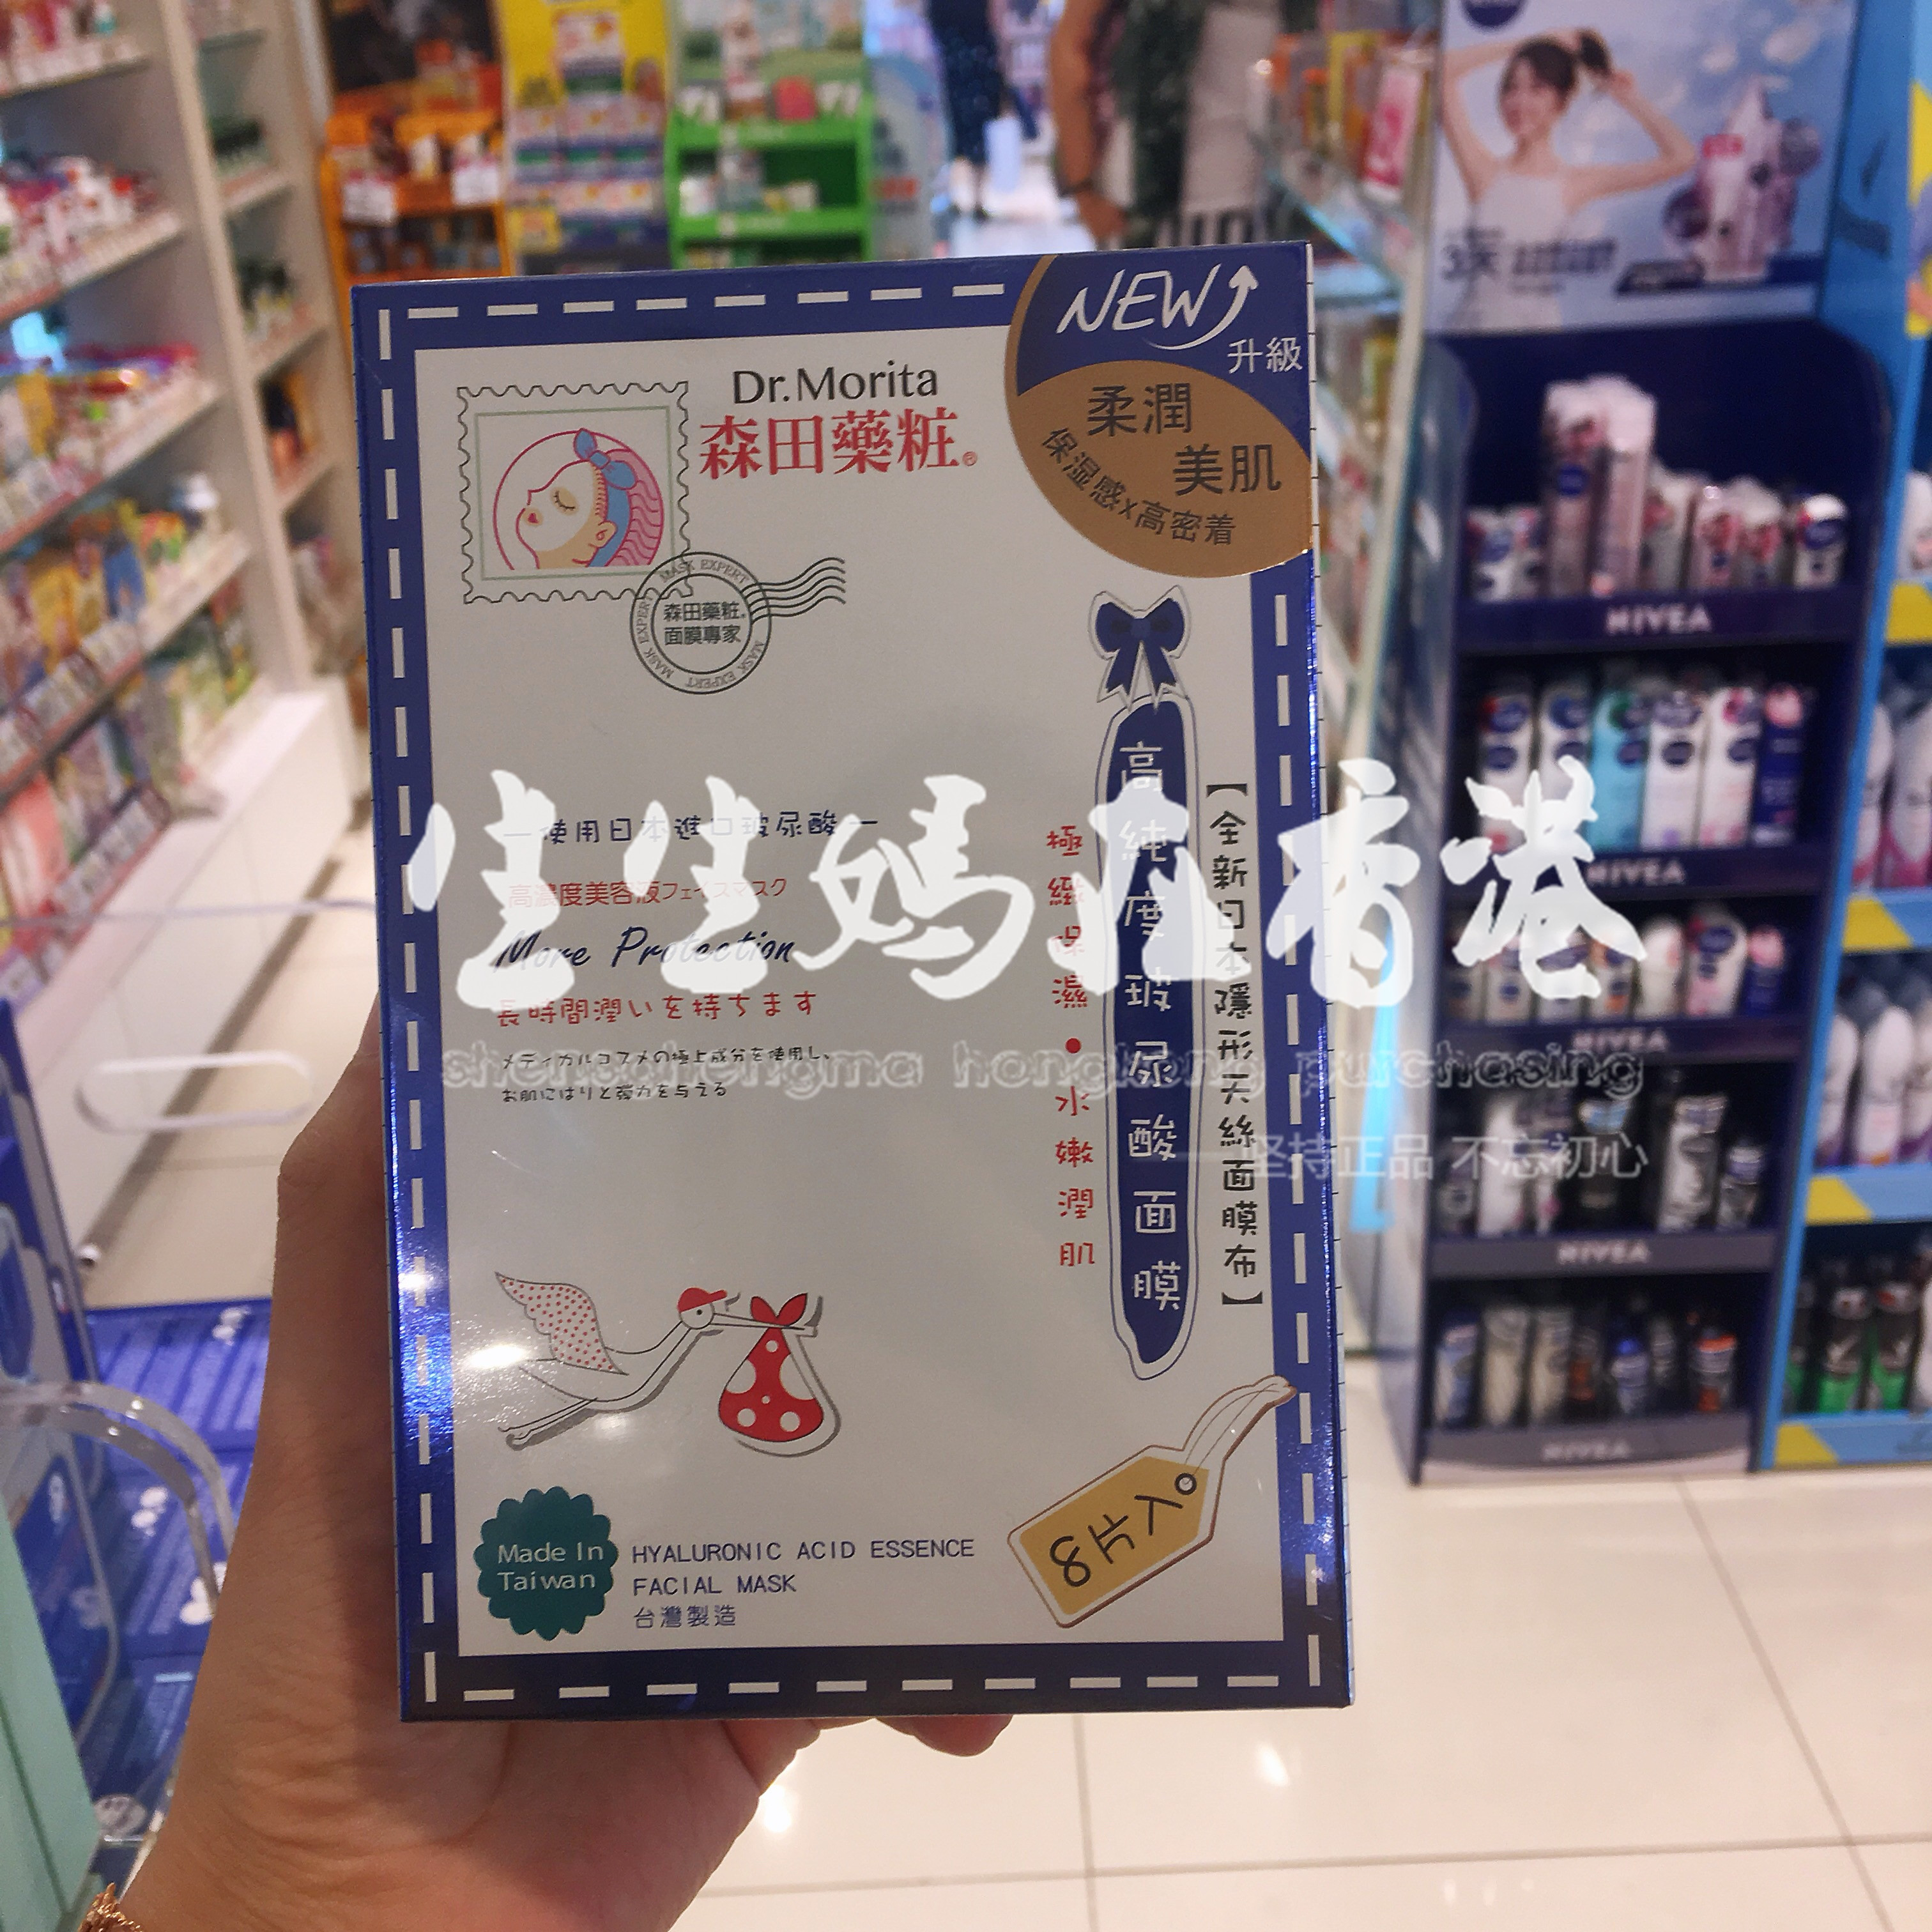 NEW
升級
柔潤
美肌
保湿感x高密着
Dr.Morita
森田藥粧®
MASK EXPERT MASK EXPERT MASK EXPERT
森田藥粧®
面膜專家
【全新日本隱形天絲面膜布】
高純度玻尿酸面膜
極緻保濕•水嫩潤肌
—使用日本進口玻尿酸—
高濃度美容液フェイスマスク
More Protection
長時間潤いを持ちます
メディカルコスメの極上成分を使用し、
お肌にはりと弾力を与える
生生媽在香港
shengshengma hongkong purchasing
坚持正品 不忘初心
Made In
Taiwan
HYALURONIC ACID ESSENCE
FACIAL MASK
台灣製造
8片入
NIVEA
NIVEA
NIVEA
NIVEA
NIVEA